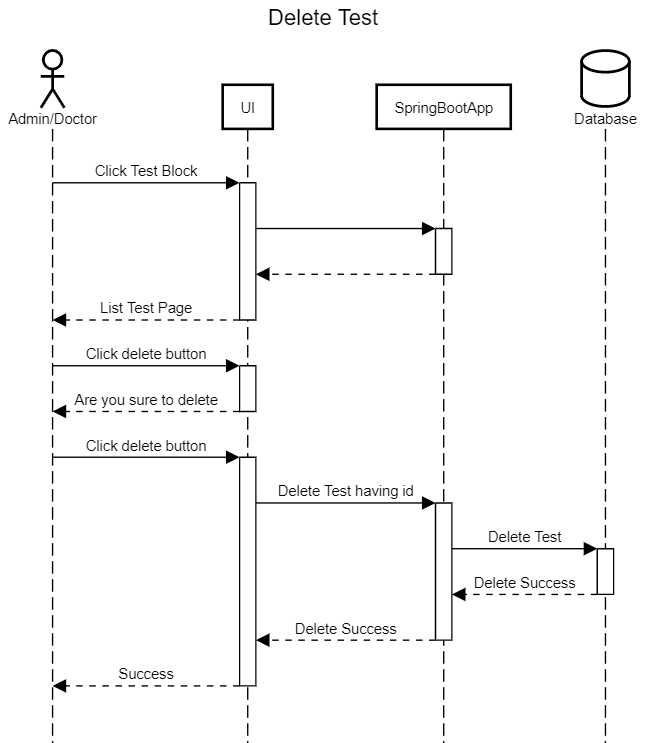 Delete Test
Admin/Doctor
UI
SpringBootApp
Database
Click Test Block
List Test Page
Click delete button
Are you sure to delete
Click delete button
Delete Test having id
Delete Test
Delete Success
Delete Success
Success